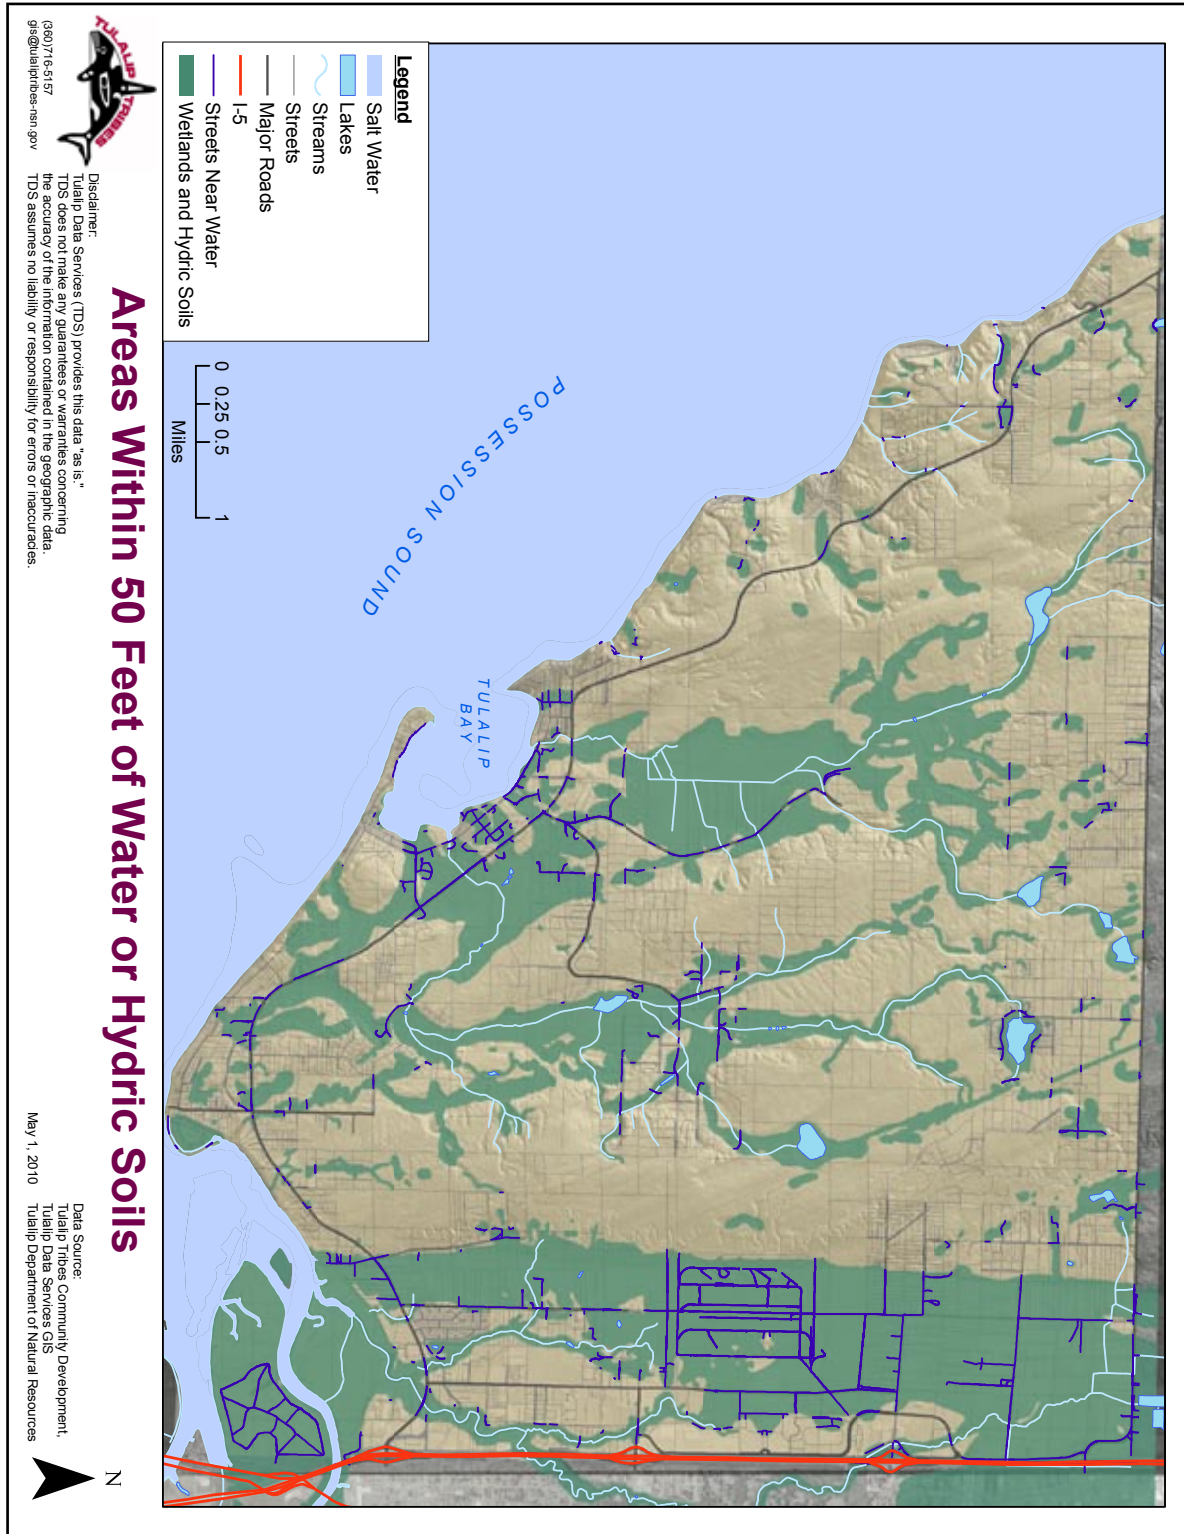 Areas Within 50 Feet of Water or Hydric Soils
Legend
Salt Water
Lakes
Streams
Streets
Major Roads
I-5
Streets Near Water
Wetlands and Hydric Soils
0 0.25 0.5 1
Miles
POSSESSION SOUND
TULALIP
BAY
TULALIP TRIBES
(360)716-5157
gis@tulaliptribes-nsn.gov
Disclaimer:
Tulalip Data Services (TDS) provides this data "as is."
TDS does not make any guarantees or warranties concerning
the accuracy of the information contained in the geographic data.
TDS assumes no liability or responsibility for errors or inaccuracies.
May 1, 2010
Data Source:
Tulalip Tribes Community Development,
Tulalip Data Services GIS
Tulalip Department of Natural Resources
N